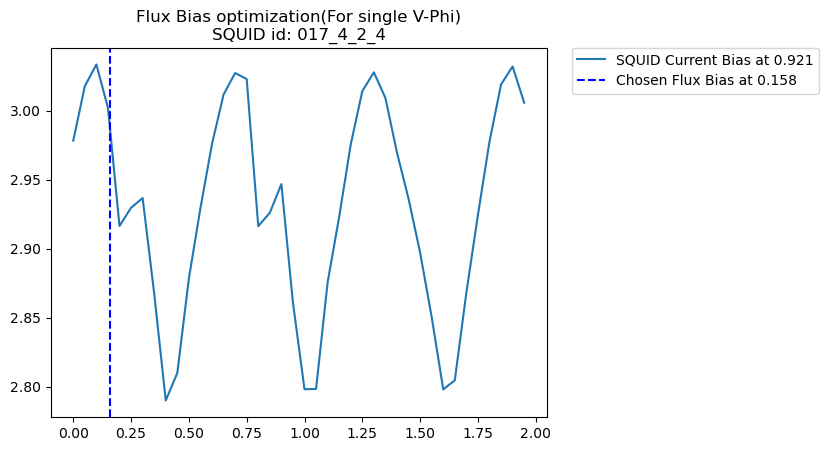 Flux Bias optimization(For single V-Phi)
SQUID id: 017_4_2_4
SQUID Current Bias at 0.921
Chosen Flux Bias at 0.158
3.00
2.95
2.90
2.85
2.80
0.00 0.25 0.50 0.75 1.00 1.25 1.50 1.75 2.00